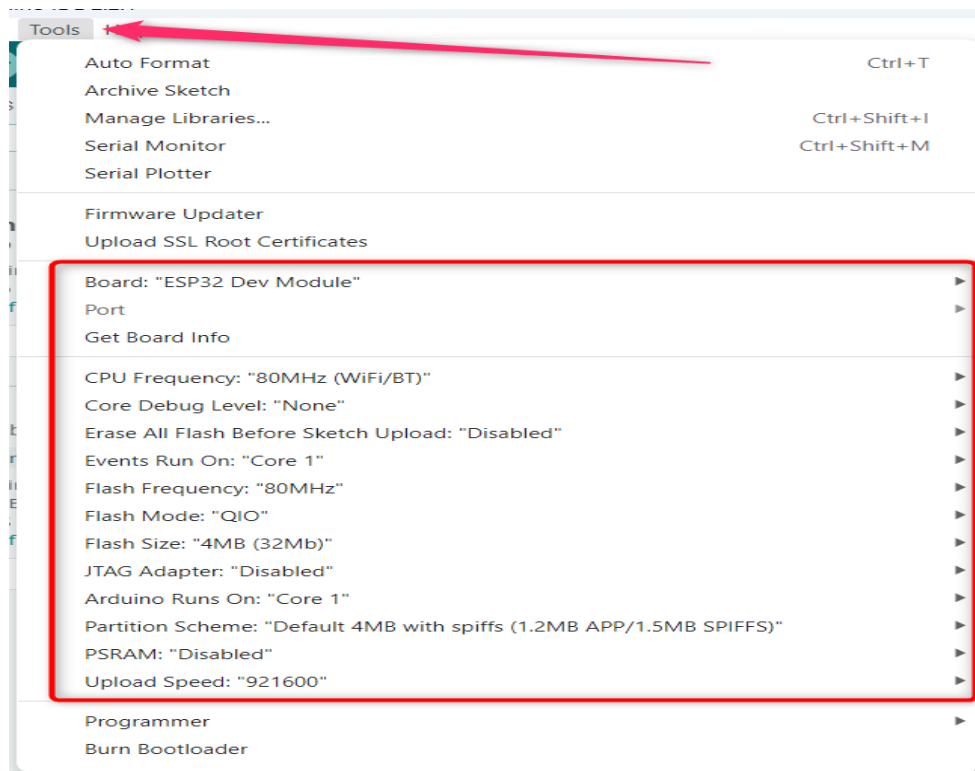 Tools
Auto Format Ctrl+T
Archive Sketch
Manage Libraries... Ctrl+Shift+I
Serial Monitor Ctrl+Shift+M
Serial Plotter
Firmware Updater
Upload SSL Root Certificates
Board: "ESP32 Dev Module"
Port
Get Board Info
CPU Frequency: "80MHz (WiFi/BT)"
Core Debug Level: "None"
Erase All Flash Before Sketch Upload: "Disabled"
Events Run On: "Core 1"
Flash Frequency: "80MHz"
Flash Mode: "QIO"
Flash Size: "4MB (32Mb)"
JTAG Adapter: "Disabled"
Arduino Runs On: "Core 1"
Partition Scheme: "Default 4MB with spiffs (1.2MB APP/1.5MB SPIFFS)"
PSRAM: "Disabled"
Upload Speed: "921600"
Programmer
Burn Bootloader